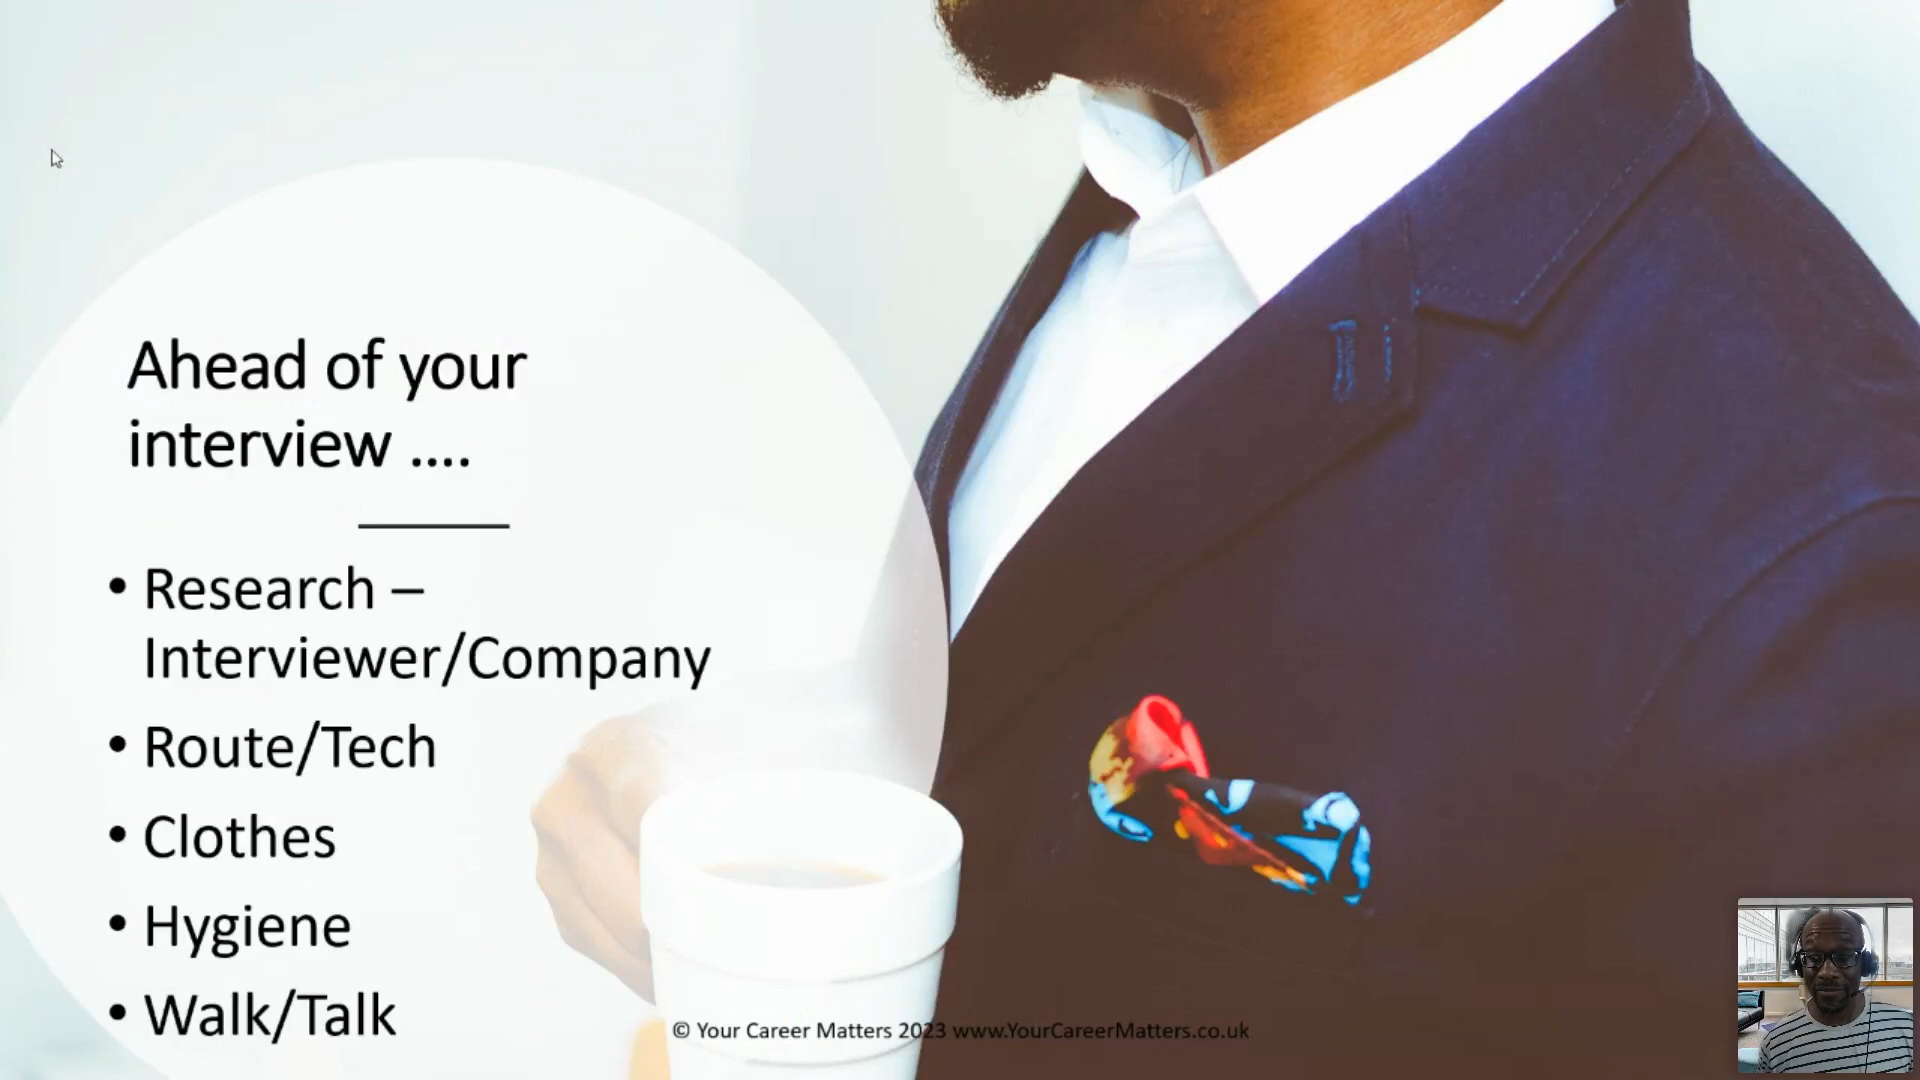 Ahead of your
interview ....
• Research –
Interviewer/Company
• Route/Tech
• Clothes
• Hygiene
• Walk/Talk
© Your Career Matters 2023 www.YourCareerMatters.co.uk